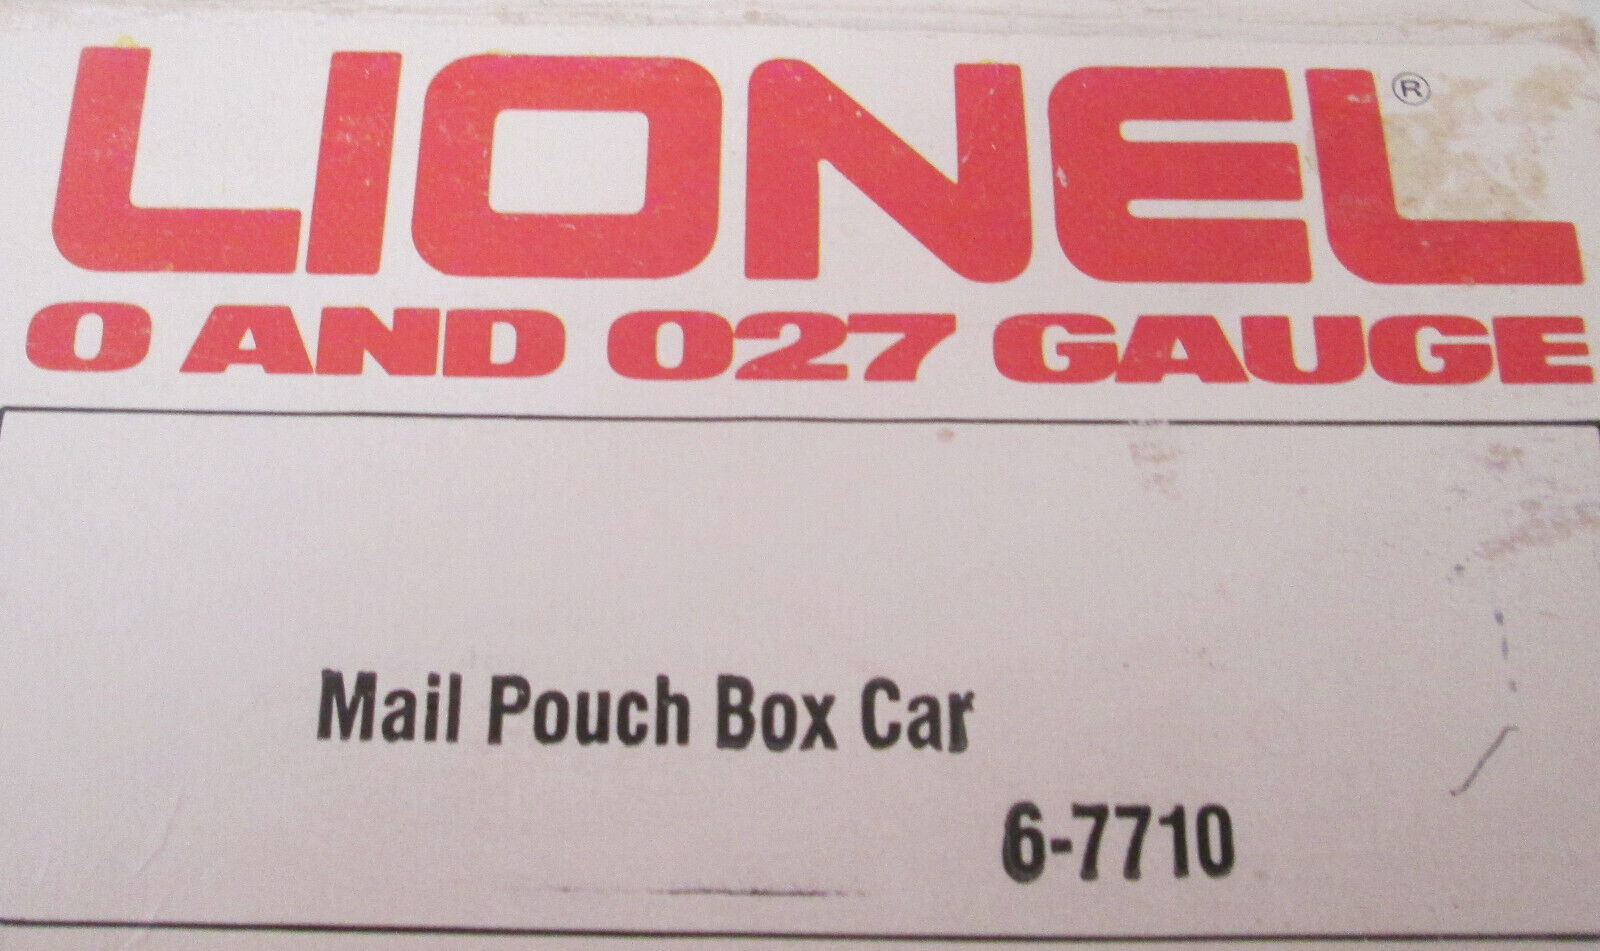 LIONEL®
O AND O27 GAUGE
Mail Pouch Box Car
6-7710